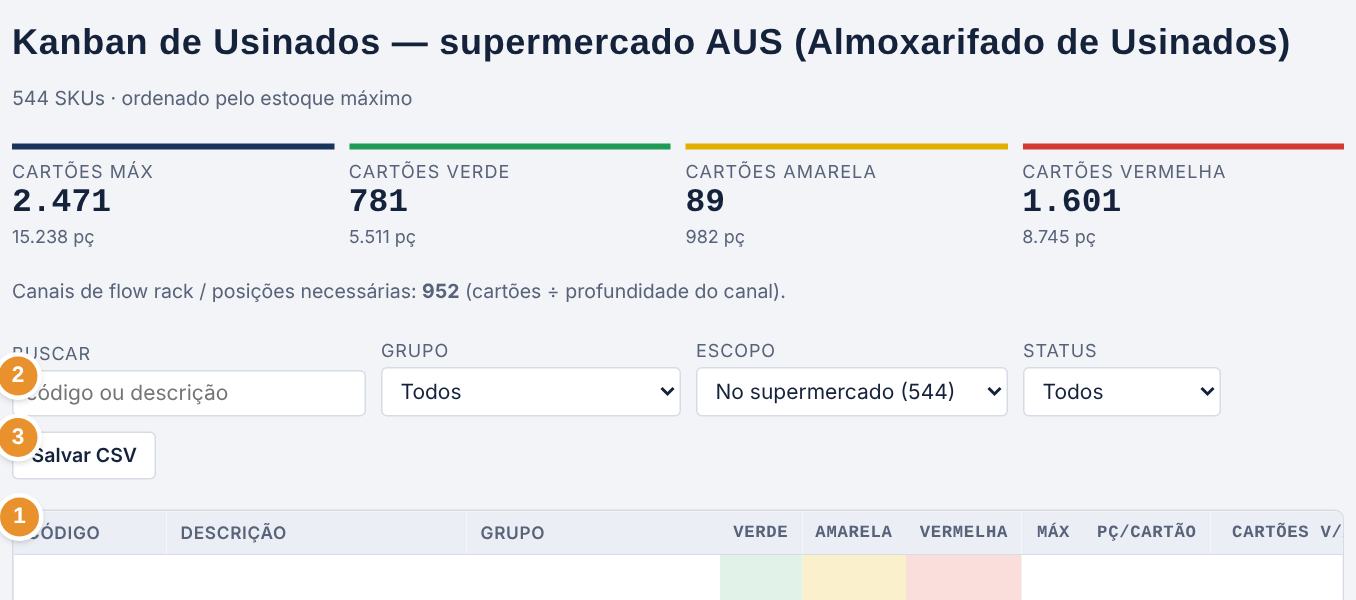 Kanban de Usinados — supermercado AUS (Almoxarifado de Usinados)
544 SKUs · ordenado pelo estoque máximo
CARTÕES MÁX CARTÕES VERDE CARTÕES AMARELA CARTÕES VERMELHA
2.471 781 89 1.601
15.238 pç 5.511 pç 982 pç 8.745 pç
Canais de flow rack / posições necessárias: 952 (cartões ÷ profundidade do canal).
BUSCAR GRUPO ESCOPO STATUS
2 código ou descrição Todos No supermercado (544) Todos
3 Salvar CSV
1 CÓDIGO DESCRIÇÃO GRUPO VERDE AMARELA VERMELHA MÁX PÇ/CARTÃO CARTÕES V/